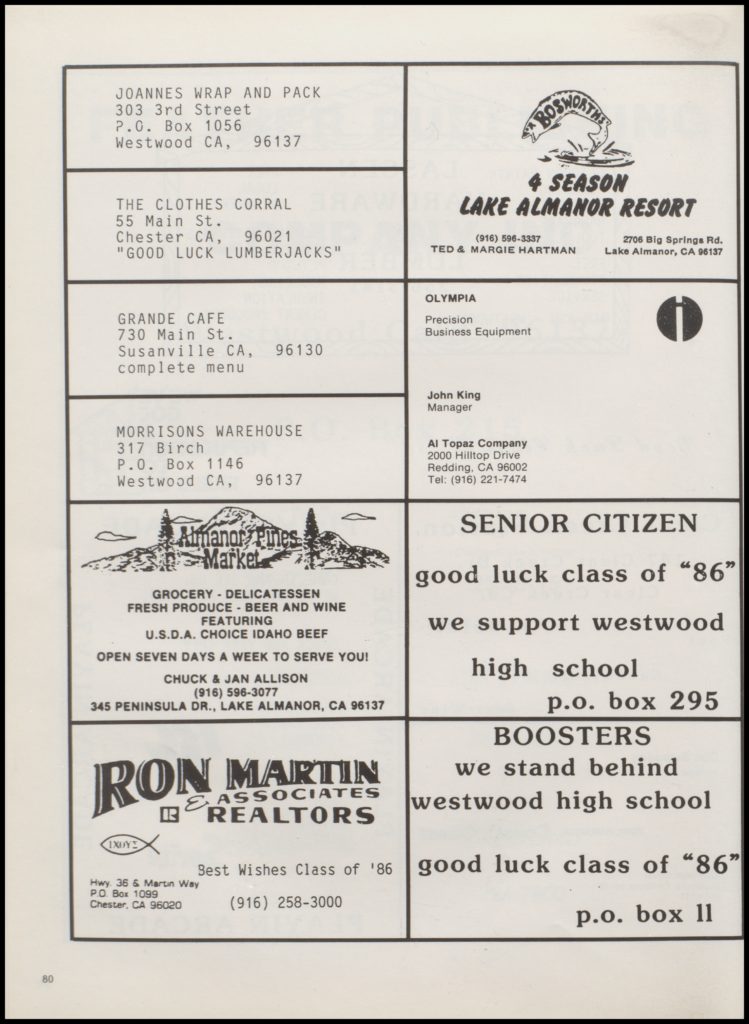 JOANNES WRAP AND PACK
303 3rd Street
P.O. Box 1056
Westwood CA, 96137
THE CLOTHES CORRAL
55 Main St.
Chester CA, 96021
"GOOD LUCK LUMBERJACKS"
GRANDE CAFE
730 Main St.
Susanville CA, 96130
complete menu
MORRISONS WAREHOUSE
317 Birch
P.O. Box 1146
Westwood CA, 96137
Almanor Pines
Market
GROCERY - DELICATESSEN
FRESH PRODUCE - BEER AND WINE
FEATURING
U.S.D.A. CHOICE IDAHO BEEF
OPEN SEVEN DAYS A WEEK TO SERVE YOU!
CHUCK & JAN ALLISON
(916) 596-3077
345 PENINSULA DR., LAKE ALMANOR, CA 96137
RON MARTIN
& ASSOCIATES
REALTORS
ΙΧΘΥΣ
Best Wishes Class of '86
Hwy. 36 & Martin Way
P.O. Box 1099
Chester, CA 96020
(916) 258-3000
BOSWORTH'S
4 SEASON
LAKE ALMANOR RESORT
(916) 596-3337
TED & MARGIE HARTMAN
2706 Big Springs Rd.
Lake Almanor, CA 96137
OLYMPIA
Precision
Business Equipment
i
John King
Manager
Al Topaz Company
2000 Hilltop Drive
Redding, CA 96002
Tel: (916) 221-7474
SENIOR CITIZEN
good luck class of "86"
we support westwood
high school
p.o. box 295
BOOSTERS
we stand behind
westwood high school
good luck class of "86"
p.o. box 11
80